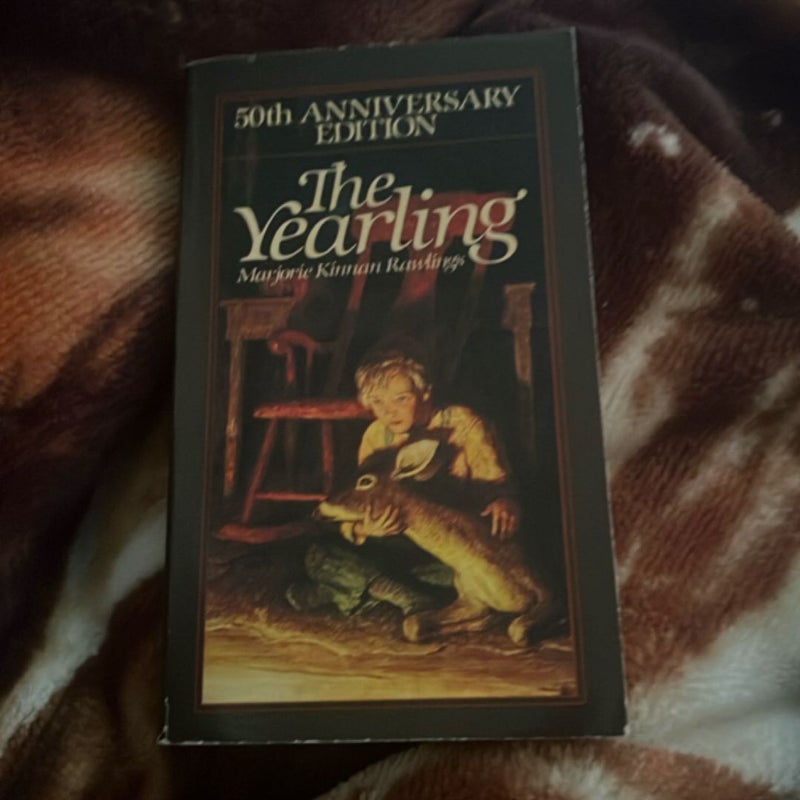 50th ANNIVERSARY
EDITION
The
Yearling
Marjorie Kinnan Rawlings